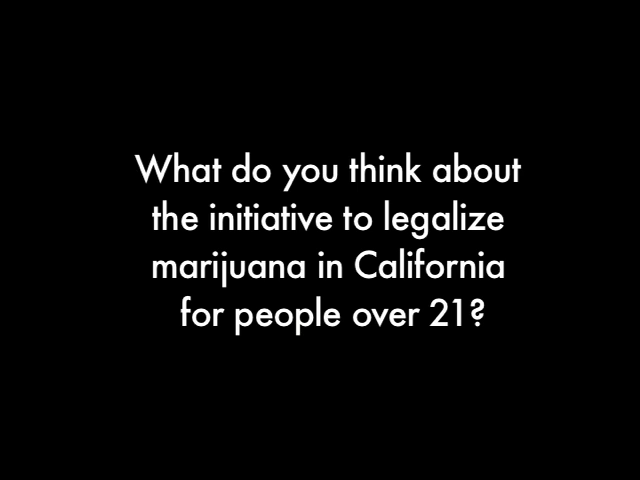 What do you think about
the initiative to legalize
marijuana in California
for people over 21?